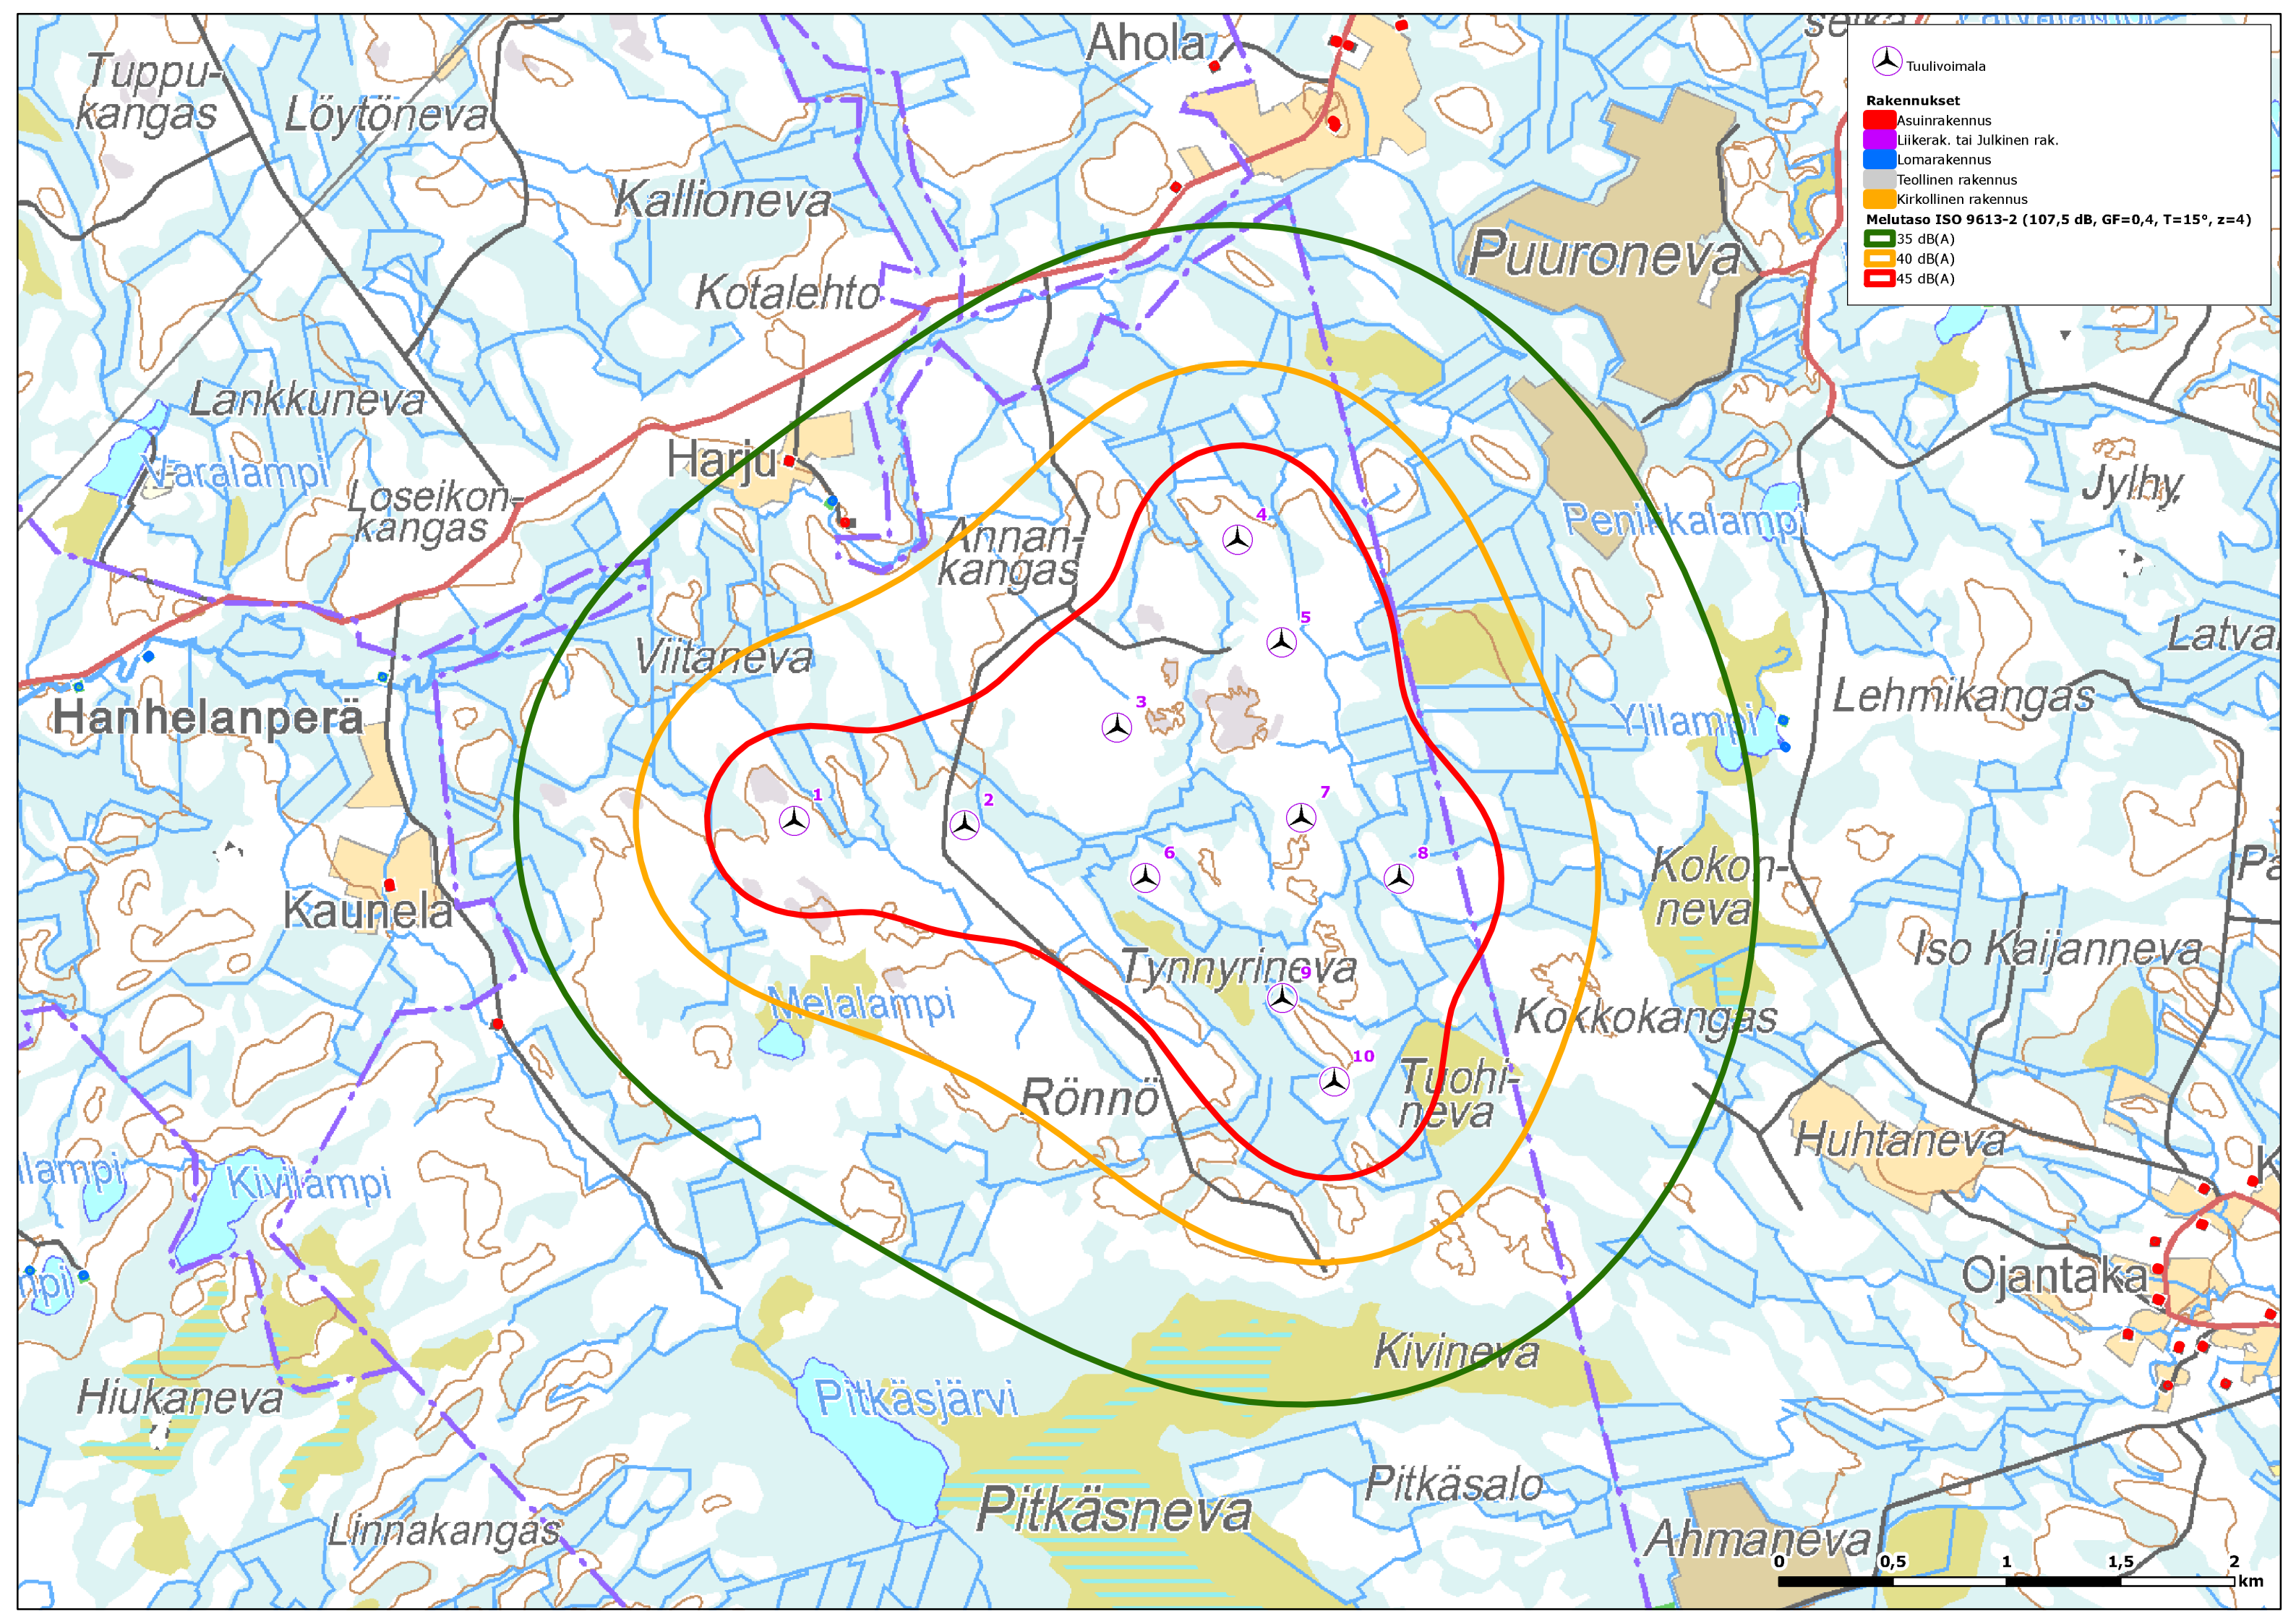 Ahola
Tuulivoimala
Rakennukset
Asuinrakennus
Liikerak. tai Julkinen rak.
Lomarakennus
Teollinen rakennus
Kirkollinen rakennus
Melutaso ISO 9613-2 (107,5 dB, GF=0,4, T=15°, z=4)
35 dB(A)
40 dB(A)
45 dB(A)
Tuppu-
kangas
Löytöneva
Kallioneva
Puuroneva
Kotalehto
Lankkuneva
Harju
Varalampi
Loseikon-
kangas
Jylhy
Penikkalampi
Annan-
kangas
4
5
Viitaneva
Latva
Lehmikangas
Hanhelanperä
Ylilampi
3
1
2
7
6
8
Kokon-
neva
Kaunela
Iso Kaijanneva
Tynnyrineva
9
Melalampi
Kokkokangas
10
Tuohi-
neva
Rönnö
Huhtaneva
lampi
Kivilampi
K
Ojantaka
mpi
Kivineva
Hiukaneva
Pitkäsjärvi
Pitkäsalo
Pitkäsneva
Linnakangas
Ahmaneva
0 0,5 1 1,5 2
km